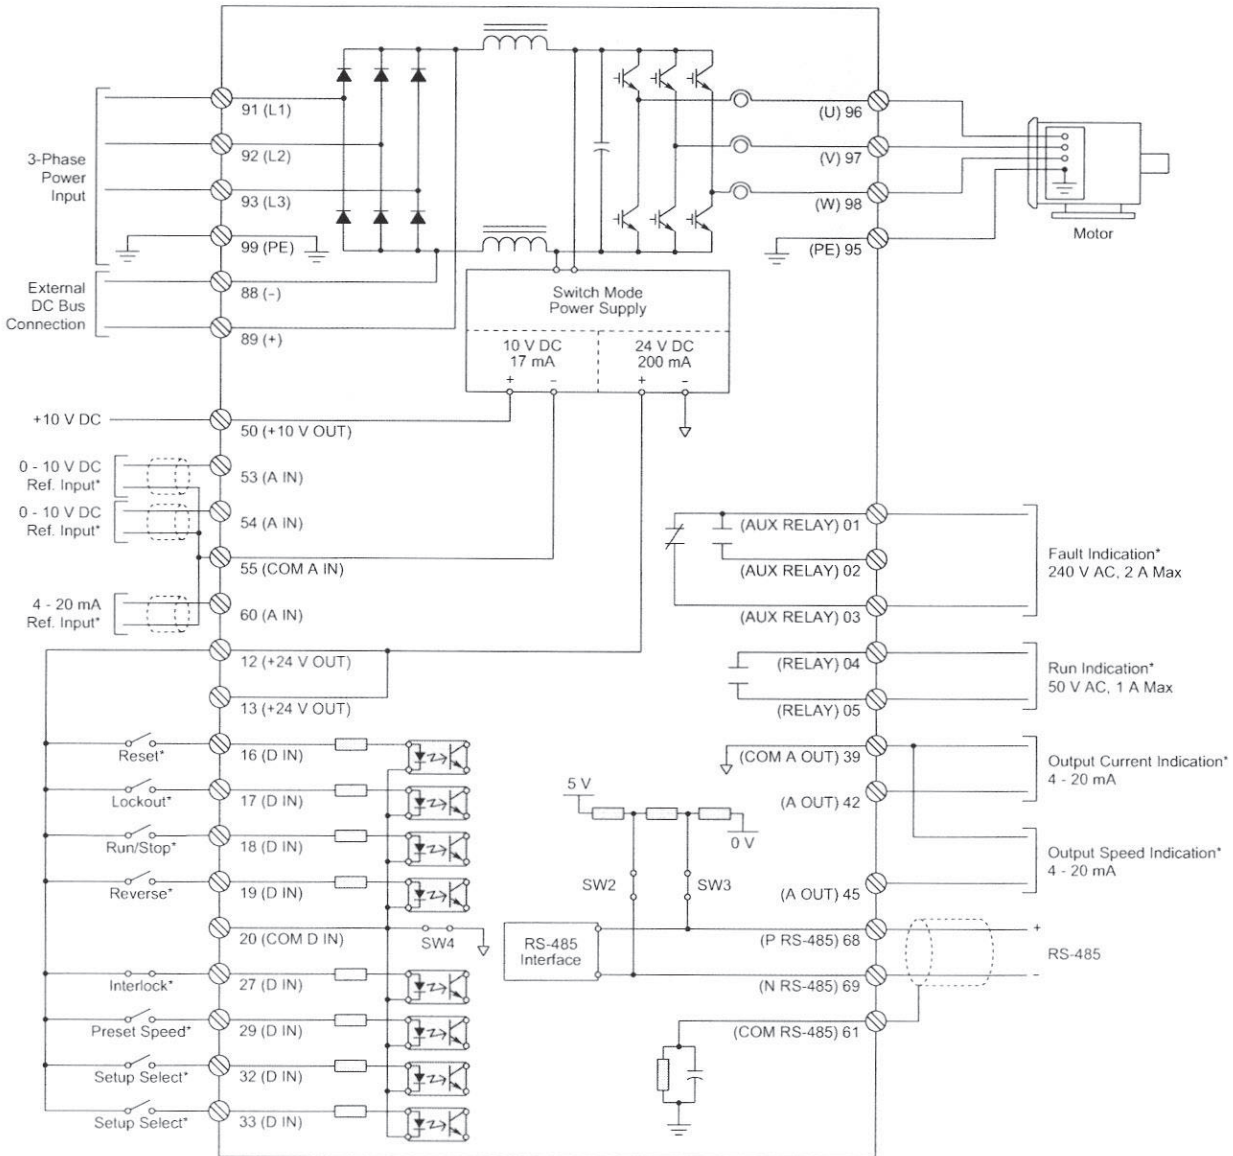 3-Phase
Power
Input
91 (L1)
92 (L2)
93 (L3)
99 (PE)
External
DC Bus
Connection
88 (-)
89 (+)
(U) 96
(V) 97
(W) 98
(PE) 95
Motor
Switch Mode
Power Supply
10 V DC
17 mA
+ -
24 V DC
200 mA
+ -
+10 V DC
50 (+10 V OUT)
0 - 10 V DC
Ref. Input*
53 (A IN)
0 - 10 V DC
Ref. Input*
54 (A IN)
55 (COM A IN)
4 - 20 mA
Ref. Input*
60 (A IN)
12 (+24 V OUT)
13 (+24 V OUT)
Reset*
16 (D IN)
Lockout*
17 (D IN)
Run/Stop*
18 (D IN)
Reverse*
19 (D IN)
20 (COM D IN)
SW4
Interlock*
27 (D IN)
Preset Speed*
29 (D IN)
Setup Select*
32 (D IN)
Setup Select*
33 (D IN)
(AUX RELAY) 01
(AUX RELAY) 02
(AUX RELAY) 03
Fault Indication*
240 V AC, 2 A Max
(RELAY) 04
(RELAY) 05
Run Indication*
50 V AC, 1 A Max
(COM A OUT) 39
(A OUT) 42
Output Current Indication*
4 - 20 mA
(A OUT) 45
Output Speed Indication*
4 - 20 mA
5 V
0 V
SW2
SW3
RS-485
Interface
(P RS-485) 68
(N RS-485) 69
(COM RS-485) 61
+
RS-485
-